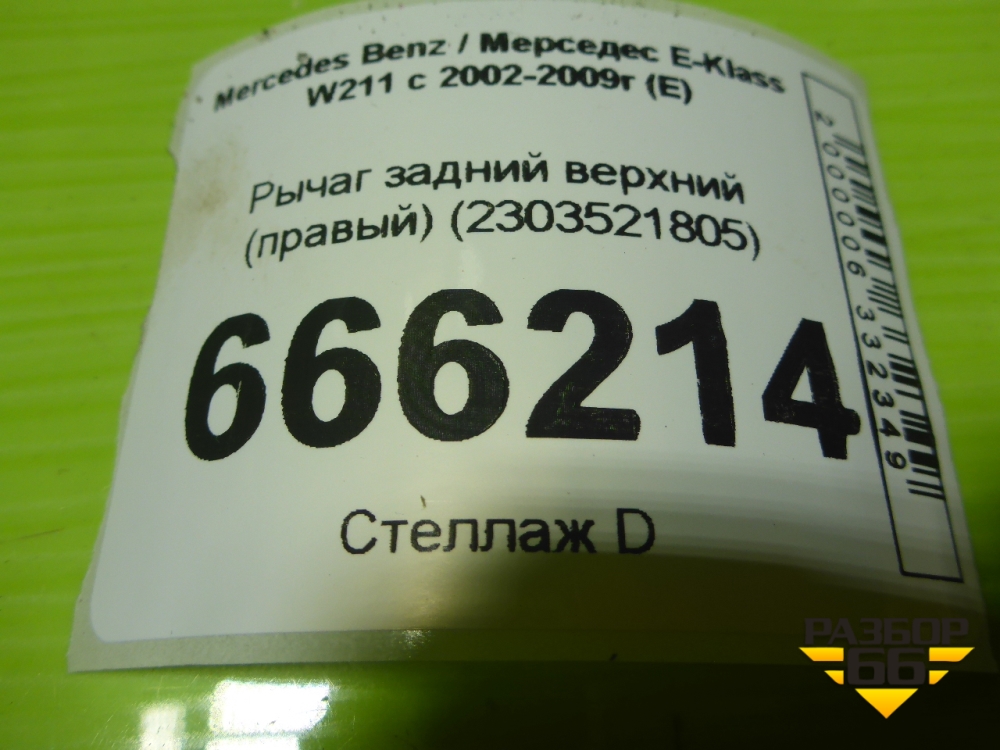 Mercedes Benz / Мерседес E-Klass
W211 с 2002-2009г (E)
Рычаг задний верхний
(правый) (2303521805)
666214
Стеллаж D
2000006332349
РАЗБОР
66